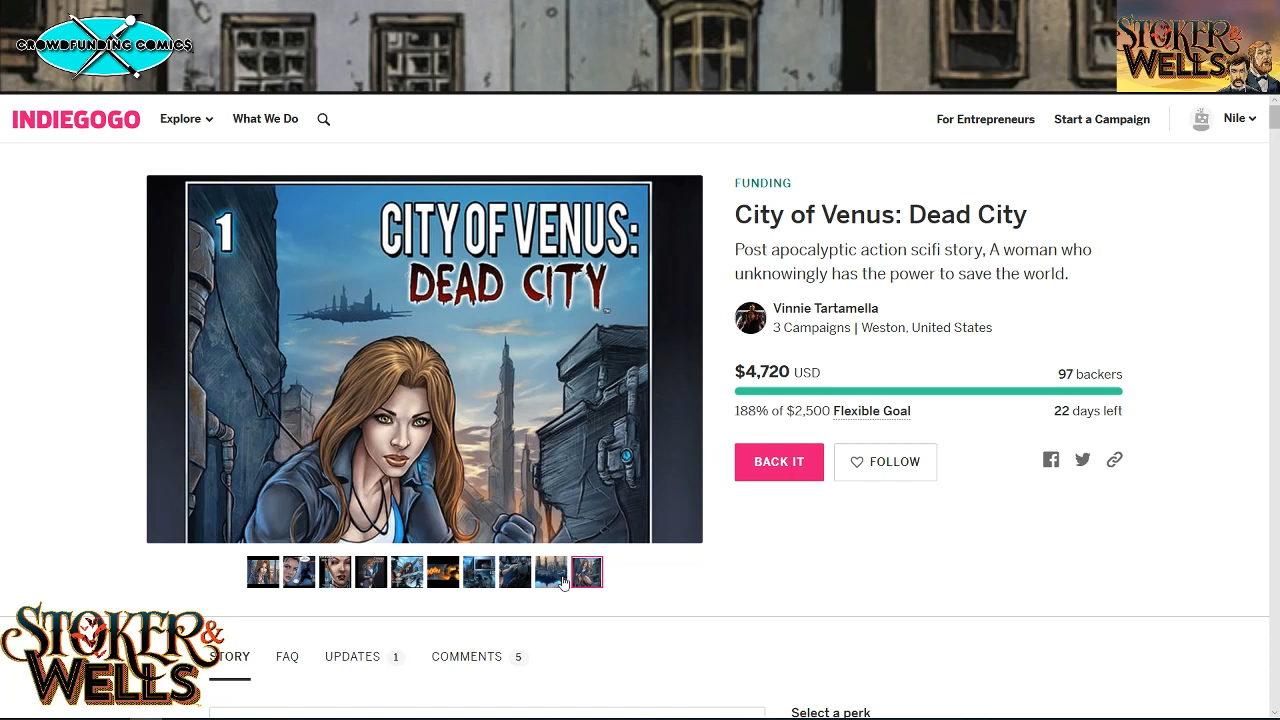 CROWDFUNDING COMICS
STOKER &
WELLS
INDIEGOGO
Explore
What We Do
For Entrepreneurs
Start a Campaign
Nile
1
CITY OF VENUS:
DEAD CITY
FUNDING
City of Venus: Dead City
Post apocalyptic action scifi story, A woman who
unknowingly has the power to save the world.
Vinnie Tartamella
3 Campaigns | Weston, United States
$4,720 USD
97 backers
188% of $2,500 Flexible Goal
22 days left
BACK IT
FOLLOW
STOKER &
WELLS
TORY
FAQ
UPDATES 1
COMMENTS 5
Select a perk